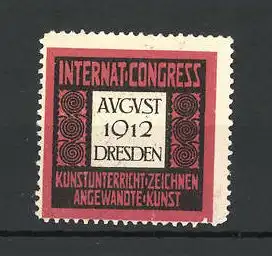 INTERNAT·CONGRESS
AVGVST
1912
DRESDEN
KUNSTUNTERRICHT·ZEICHNEN
ANGEWANDTE·KUNST